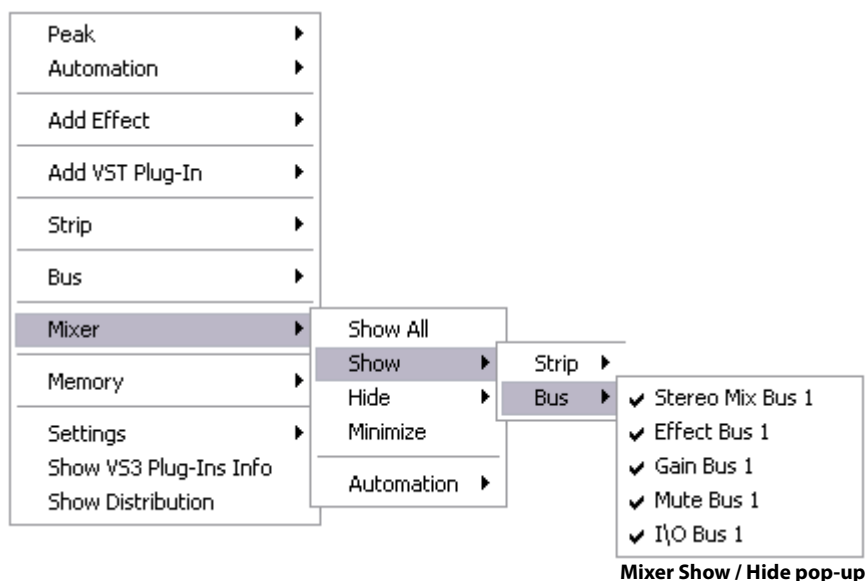 Peak
Automation
Add Effect
Add VST Plug-In
Strip
Bus
Mixer
Memory
Settings
Show VS3 Plug-Ins Info
Show Distribution
Show All
Show
Hide
Minimize
Automation
Strip
Bus
Stereo Mix Bus 1
Effect Bus 1
Gain Bus 1
Mute Bus 1
I\O Bus 1
Mixer Show / Hide pop-up